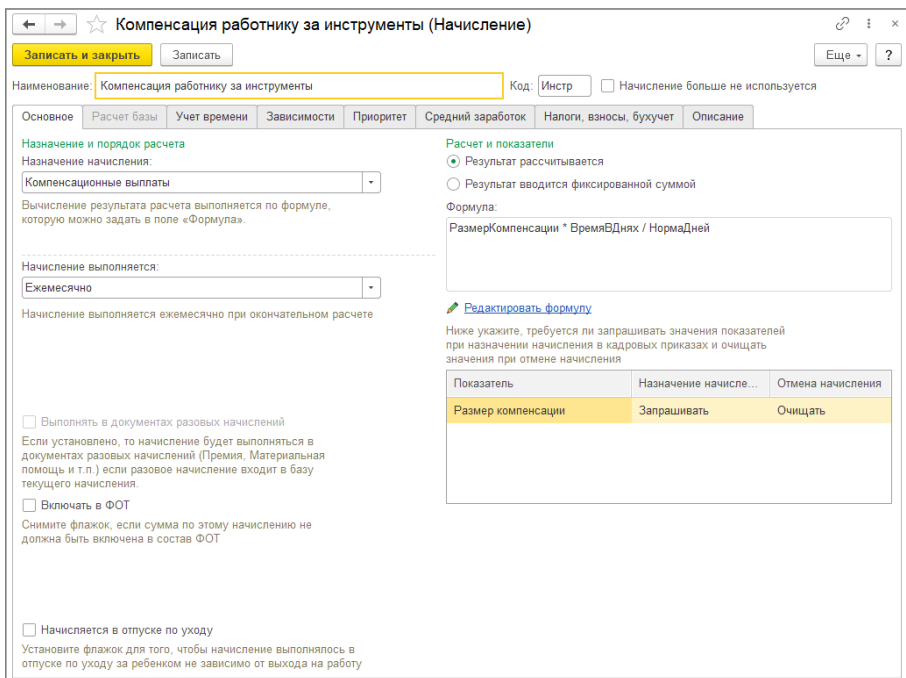 Компенсация работнику за инструменты (Начисление)
Записать и закрыть Записать Еще ?
Наименование: Компенсация работнику за инструменты Код: Инстр Начисление больше не используется
Основное Расчет базы Учет времени Зависимости Приоритет Средний заработок Налоги, взносы, бухучет Описание
Назначение и порядок расчета
Назначение начисления:
Компенсационные выплаты
Вычисление результата расчета выполняется по формуле,
которую можно задать в поле «Формула».
Начисление выполняется:
Ежемесячно
Начисление выполняется ежемесячно при окончательном расчете
Выполнять в документах разовых начислений
Если установлено, то начисление будет выполняться в
документах разовых начислений (Премия, Материальная
помощь и т.п.) если разовое начисление входит в базу
текущего начисления.
Включать в ФОТ
Снимите флажок, если сумма по этому начислению не
должна быть включена в состав ФОТ
Начисляется в отпуске по уходу
Установите флажок для того, чтобы начисление выполнялось в
отпуске по уходу за ребенком не зависимо от выхода на работу
Расчет и показатели
Результат рассчитывается
Результат вводится фиксированной суммой
Формула:
РазмерКомпенсации * ВремяВДнях / НормаДней
Редактировать формулу
Ниже укажите, требуется ли запрашивать значения показателей
при назначении начисления в кадровых приказах и очищать
значения при отмене начисления
Показатель Назначение начисле... Отмена начисления
Размер компенсации Запрашивать Очищать